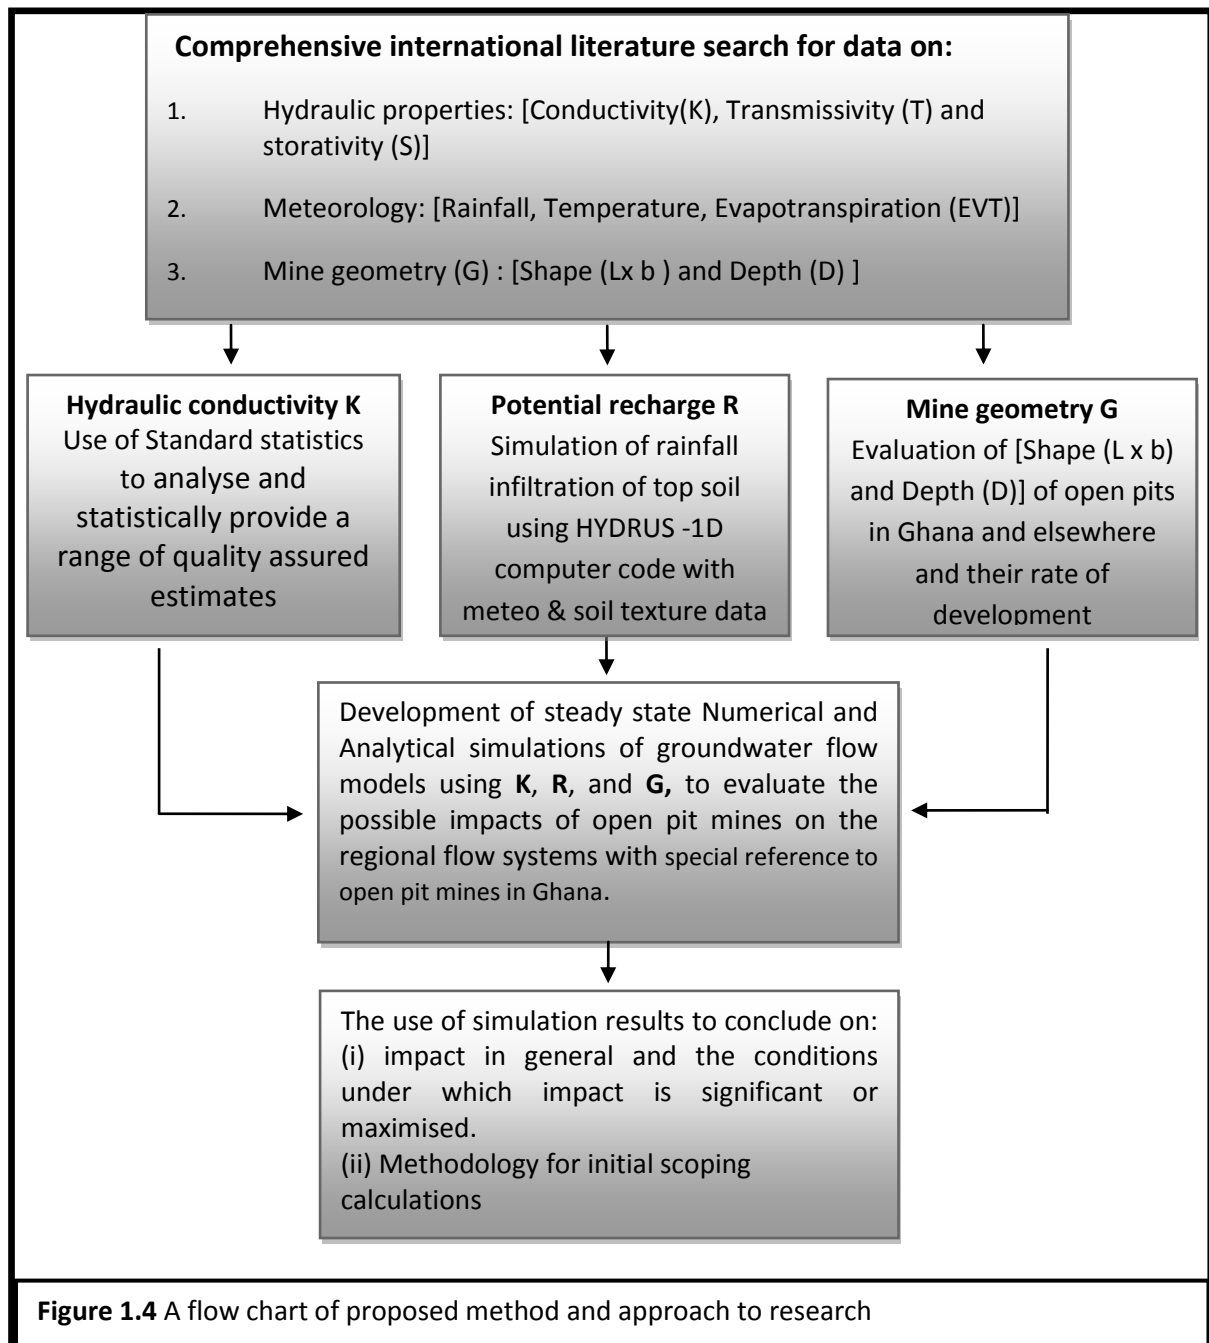 Comprehensive international literature search for data on:
1. Hydraulic properties: [Conductivity(K), Transmissivity (T) and
storativity (S)]
2. Meteorology: [Rainfall, Temperature, Evapotranspiration (EVT)]
3. Mine geometry (G) : [Shape (Lx b ) and Depth (D) ]
Hydraulic conductivity K
Use of Standard statistics
to analyse and
statistically provide a
range of quality assured
estimates
Potential recharge R
Simulation of rainfall
infiltration of top soil
using HYDRUS -1D
computer code with
meteo & soil texture data
Mine geometry G
Evaluation of [Shape (L x b)
and Depth (D)] of open pits
in Ghana and elsewhere
and their rate of
development
Development of steady state Numerical and
Analytical simulations of groundwater flow
models using K, R, and G, to evaluate the
possible impacts of open pit mines on the
regional flow systems with special reference to
open pit mines in Ghana.
The use of simulation results to conclude on:
(i) impact in general and the conditions
under which impact is significant or
maximised.
(ii) Methodology for initial scoping
calculations
Figure 1.4 A flow chart of proposed method and approach to research